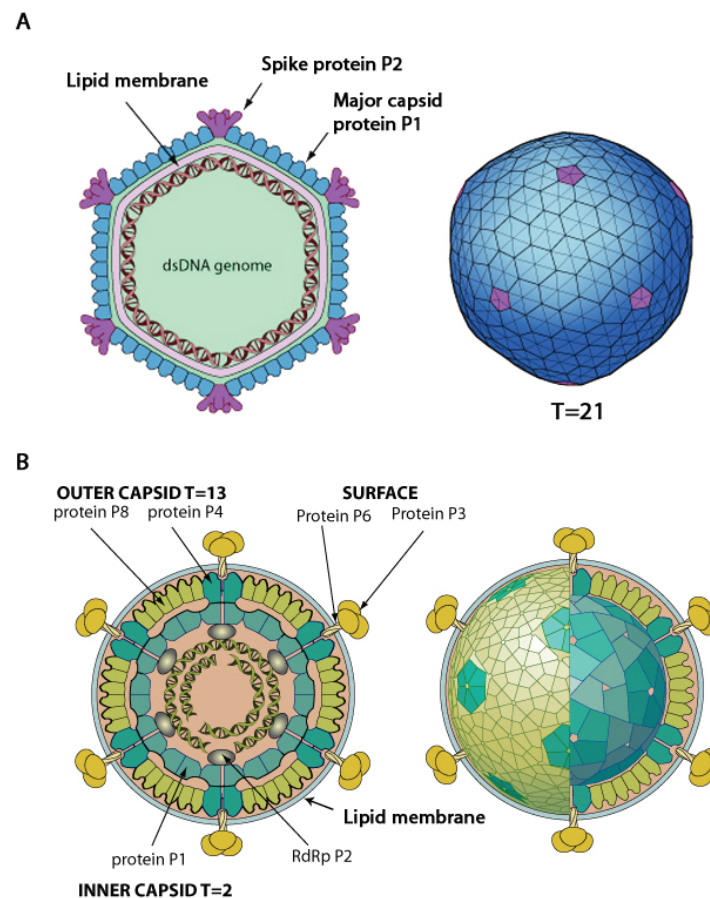 A
Spike protein P2
Lipid membrane
Major capsid
protein P1
dsDNA genome
T=21
B
OUTER CAPSID T=13
protein P8
protein P4
SURFACE
Protein P6
Protein P3
Lipid membrane
protein P1
RdRp P2
INNER CAPSID T=2